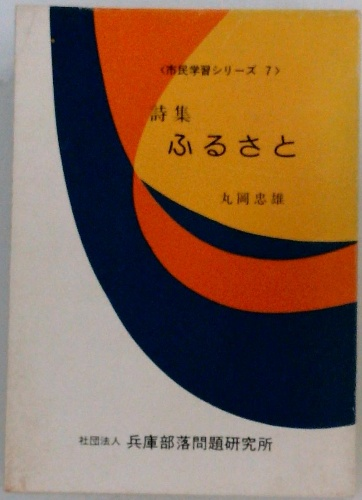 〈市民学習シリーズ 7〉
詩集
ふるさと
丸岡忠雄
社団法人 兵庫部落問題研究所